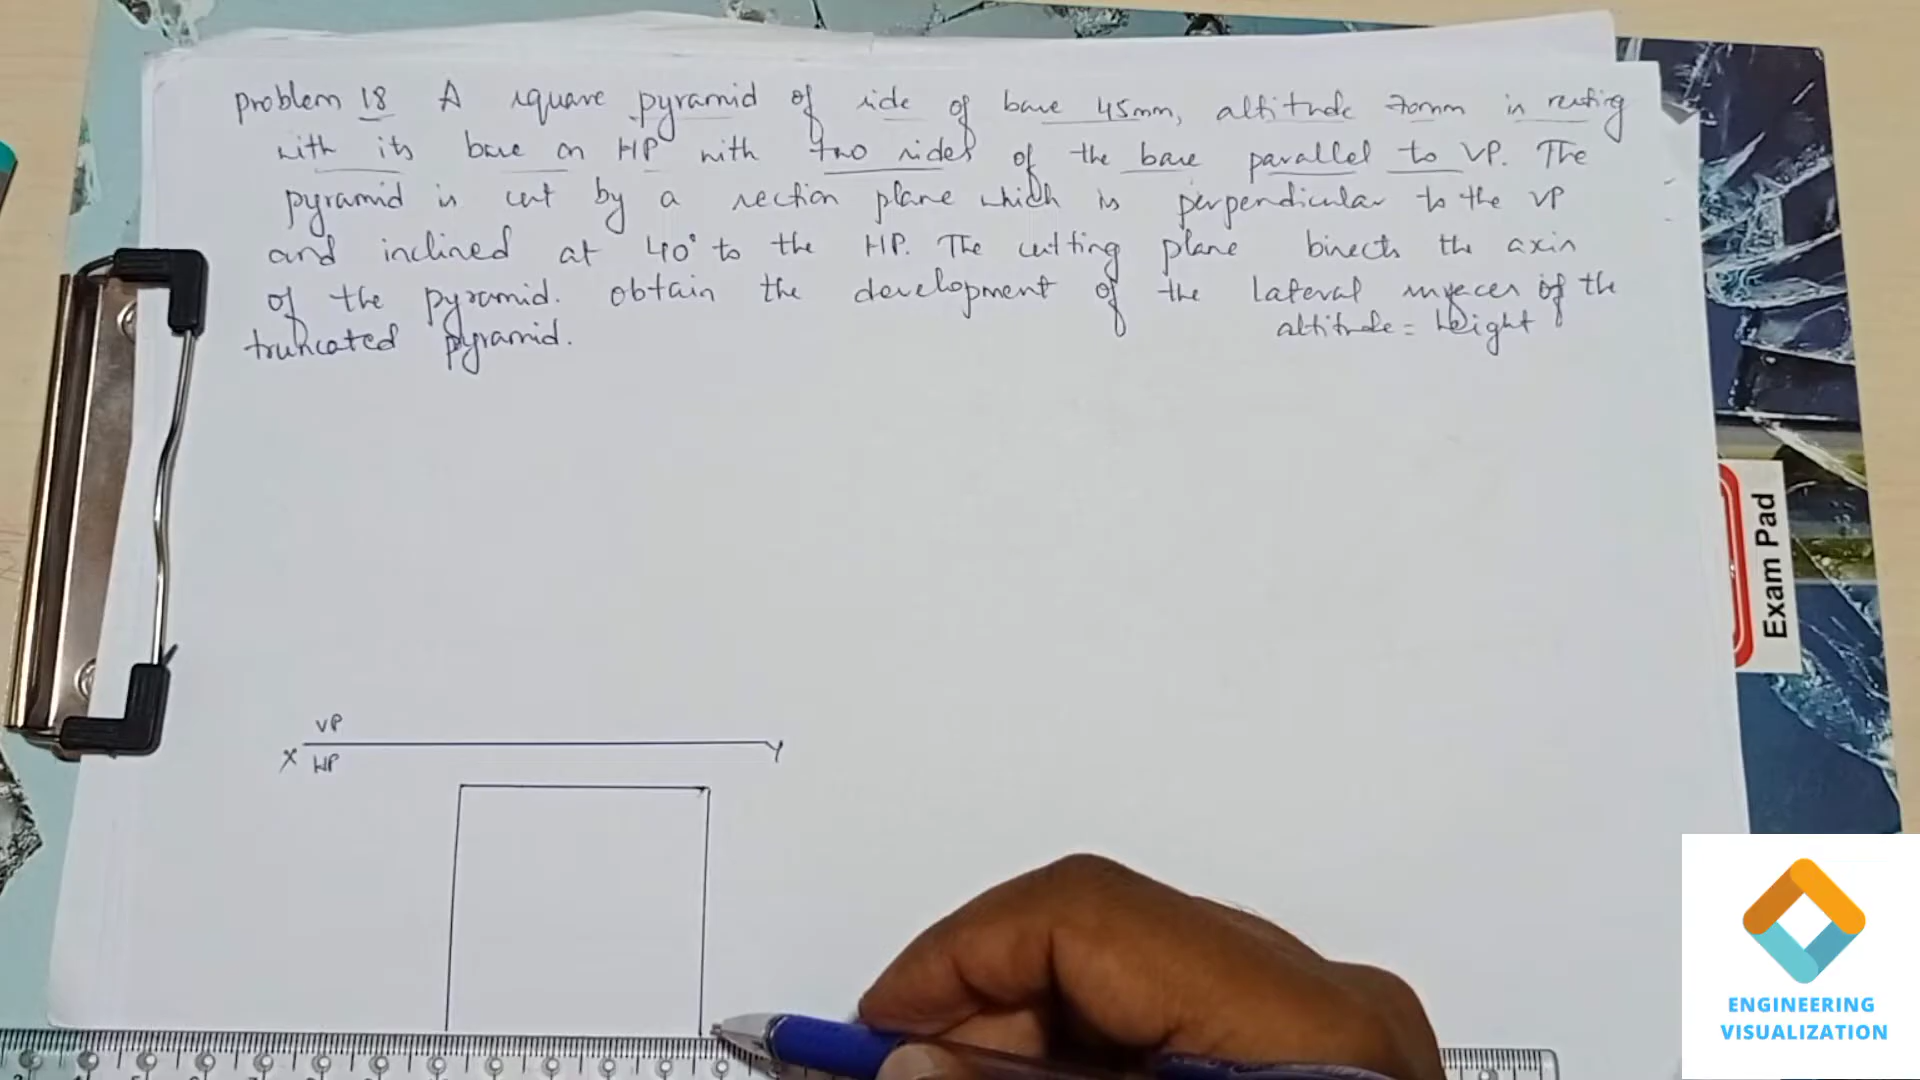 problem 18 A square pyramid of side of base 45mm, altitude 70mm is resting
with its base on HP with two sides of the base parallel to VP. The
pyramid is cut by a section plane which is perpendicular to the VP
and inclined at 40° to the HP. The cutting plane bisects the axis
of the pyramid. obtain the development of the lateral surfaces of the
altitude = height
truncated pyramid.
VP
X Y
HP
Exam Pad
ENGINEERING
VISUALIZATION